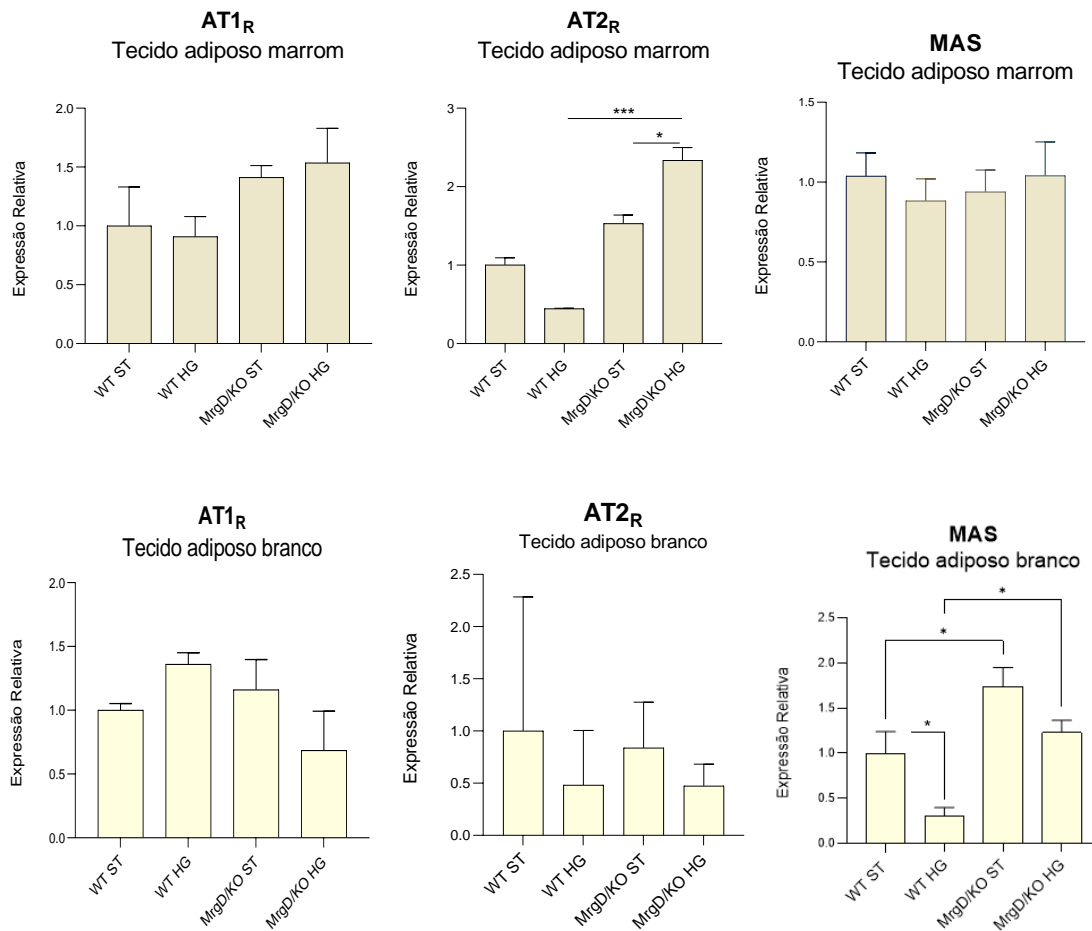 AT1R
Tecido adiposo marrom
Expressão Relativa
2.0
1.5
1.0
0.5
0.0
WT ST
WT HG
MrgD/KO ST
MrgD/KO HG
AT2R
Tecido adiposo marrom
Expressão Relativa
3
2
1
0
***
*
WT ST
WT HG
MrgD\KO ST
MrgD\KO HG
MAS
Tecido adiposo marrom
Expressão Relativa
1.5
1.0
0.5
0.0
WT ST
WT HG
MrgD/KO ST
MrgD/KO HG
AT1R
Tecido adiposo branco
Expressão Relativa
2.0
1.5
1.0
0.5
0.0
WT ST
WT HG
MrgD/KO ST
MrgD/KO HG
AT2R
Tecido adiposo branco
Expressão Relativa
2.5
2.0
1.5
1.0
0.5
0.0
WT ST
WT HG
MrgD/KO ST
MrgD/KO HG
MAS
Tecido adiposo branco
Expressão Relativa
2.5
2.0
1.5
1.0
0.5
0.0
*
*
*
WT ST
WT HG
MrgD/KO ST
MrgD/KO HG